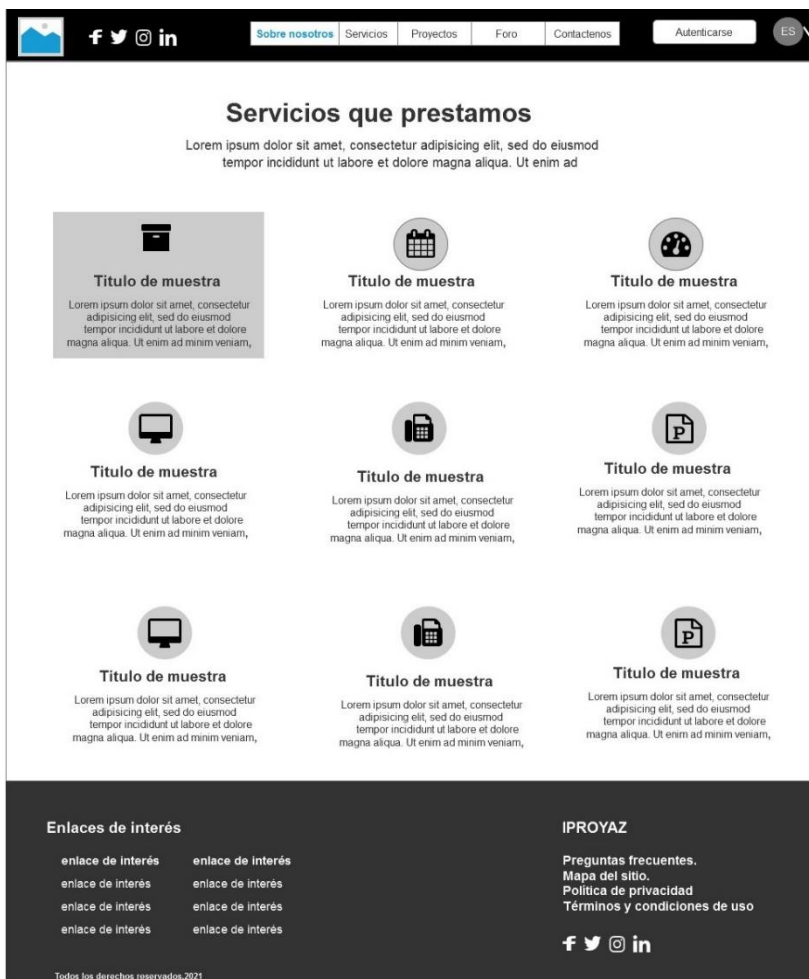 Sobre nosotros Servicios Proyectos Foro Contactenos Autenticarse ES
Servicios que prestamos
Lorem ipsum dolor sit amet, consectetur adipisicing elit, sed do eiusmod
tempor incididunt ut labore et dolore magna aliqua. Ut enim ad
Titulo de muestra
Lorem ipsum dolor sit amet, consectetur
adipisicing elit, sed do eiusmod
tempor incididunt ut labore et dolore
magna aliqua. Ut enim ad minim veniam,
Titulo de muestra
Lorem ipsum dolor sit amet, consectetur
adipisicing elit, sed do eiusmod
tempor incididunt ut labore et dolore
magna aliqua. Ut enim ad minim veniam,
Titulo de muestra
Lorem ipsum dolor sit amet, consectetur
adipisicing elit, sed do eiusmod
tempor incididunt ut labore et dolore
magna aliqua. Ut enim ad minim veniam,
Titulo de muestra
Lorem ipsum dolor sit amet, consectetur
adipisicing elit, sed do eiusmod
tempor incididunt ut labore et dolore
magna aliqua. Ut enim ad minim veniam,
Titulo de muestra
Lorem ipsum dolor sit amet, consectetur
adipisicing elit, sed do eiusmod
tempor incididunt ut labore et dolore
magna aliqua. Ut enim ad minim veniam,
P
Titulo de muestra
Lorem ipsum dolor sit amet, consectetur
adipisicing elit, sed do eiusmod
tempor incididunt ut labore et dolore
magna aliqua. Ut enim ad minim veniam,
Titulo de muestra
Lorem ipsum dolor sit amet, consectetur
adipisicing elit, sed do eiusmod
tempor incididunt ut labore et dolore
magna aliqua. Ut enim ad minim veniam,
Titulo de muestra
Lorem ipsum dolor sit amet, consectetur
adipisicing elit, sed do eiusmod
tempor incididunt ut labore et dolore
magna aliqua. Ut enim ad minim veniam,
P
Titulo de muestra
Lorem ipsum dolor sit amet, consectetur
adipisicing elit, sed do eiusmod
tempor incididunt ut labore et dolore
magna aliqua. Ut enim ad minim veniam,
Enlaces de interés
enlace de interés enlace de interés
enlace de interés enlace de interés
enlace de interés enlace de interés
enlace de interés enlace de interés
IPROYAZ
Preguntas frecuentes.
Mapa del sitio.
Política de privacidad
Términos y condiciones de uso
Todos los derechos reservados.2021